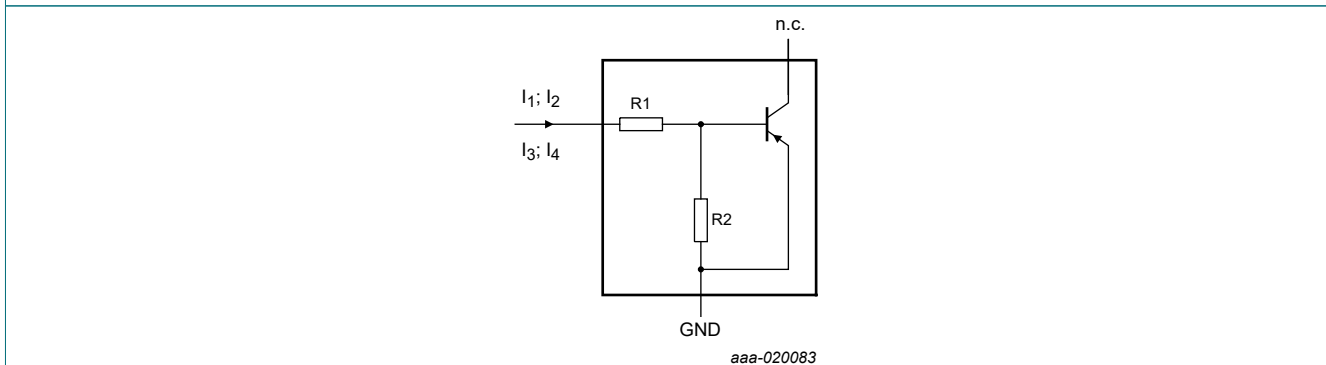 n.c.
I1; I2
R1
I3; I4
R2
GND
aaa-020083